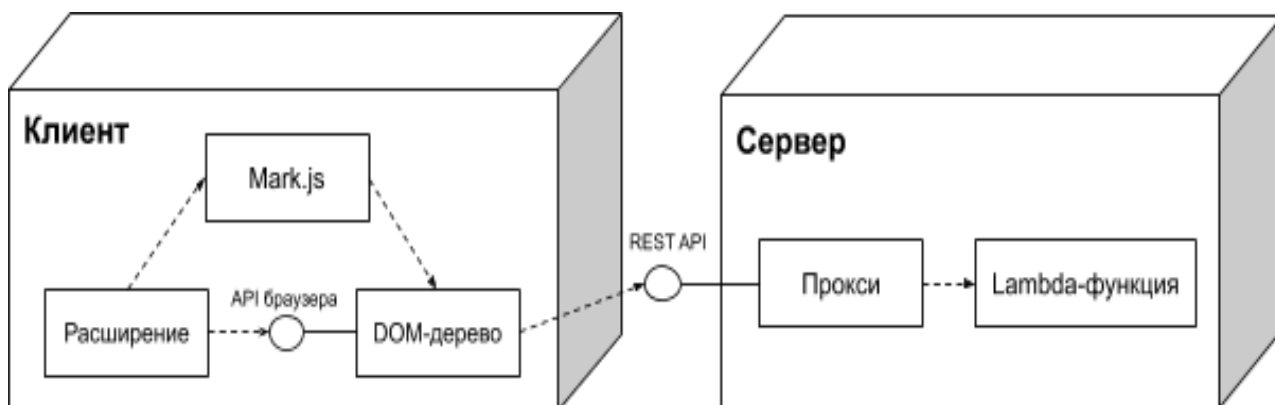 Клиент
Mark.js
Расширение
API браузера
DOM-дерево
REST API
Сервер
Прокси
Lambda-функция